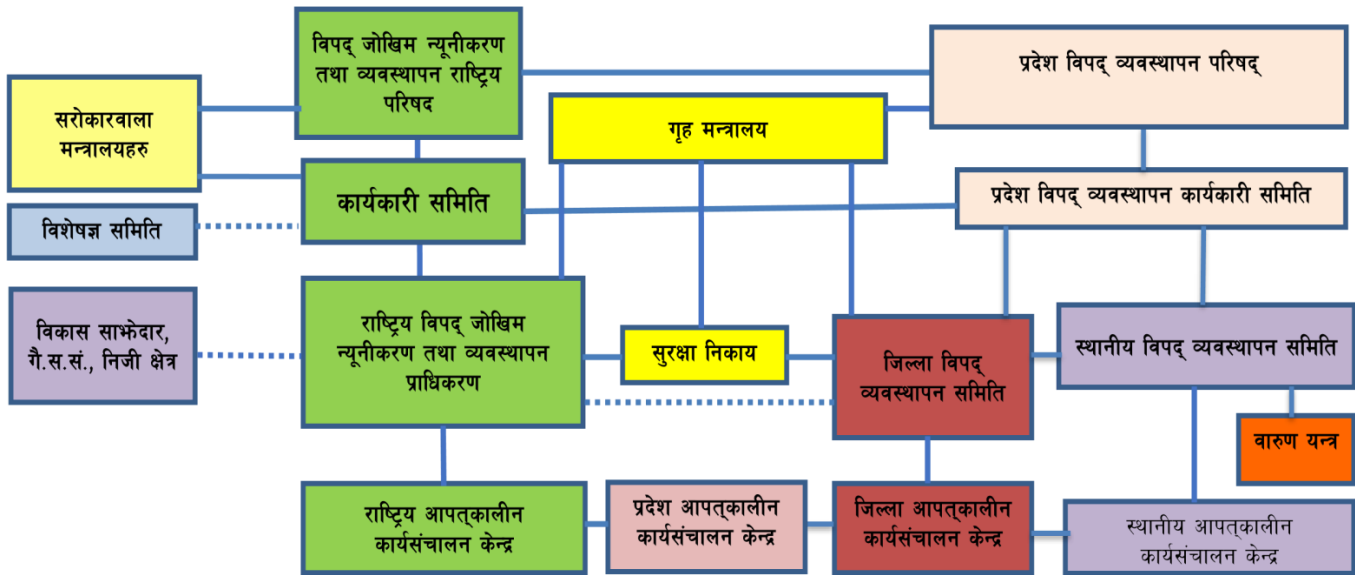 विपद् जोखिम न्यूनीकरण
तथा व्यवस्थापन राष्ट्रिय
परिषद
प्रदेश विपद् व्यवस्थापन परिषद्
सरोकारवाला
मन्त्रालयहरु
गृह मन्त्रालय
कार्यकारी समिति
प्रदेश विपद् व्यवस्थापन कार्यकारी समिति
विशेषज्ञ समिति
विकास साझेदार,
गै.स.सं., निजी क्षेत्र
राष्ट्रिय विपद् जोखिम
न्यूनीकरण तथा व्यवस्थापन
प्राधिकरण
सुरक्षा निकाय
जिल्ला विपद्
व्यवस्थापन समिति
स्थानीय विपद् व्यवस्थापन समिति
वारुण यन्त्र
राष्ट्रिय आपत्कालीन
कार्यसंचालन केन्द्र
प्रदेश आपत्कालीन
कार्यसंचालन केन्द्र
जिल्ला आपत्कालीन
कार्यसंचालन केन्द्र
स्थानीय आपत्कालीन
कार्यसंचालन केन्द्र